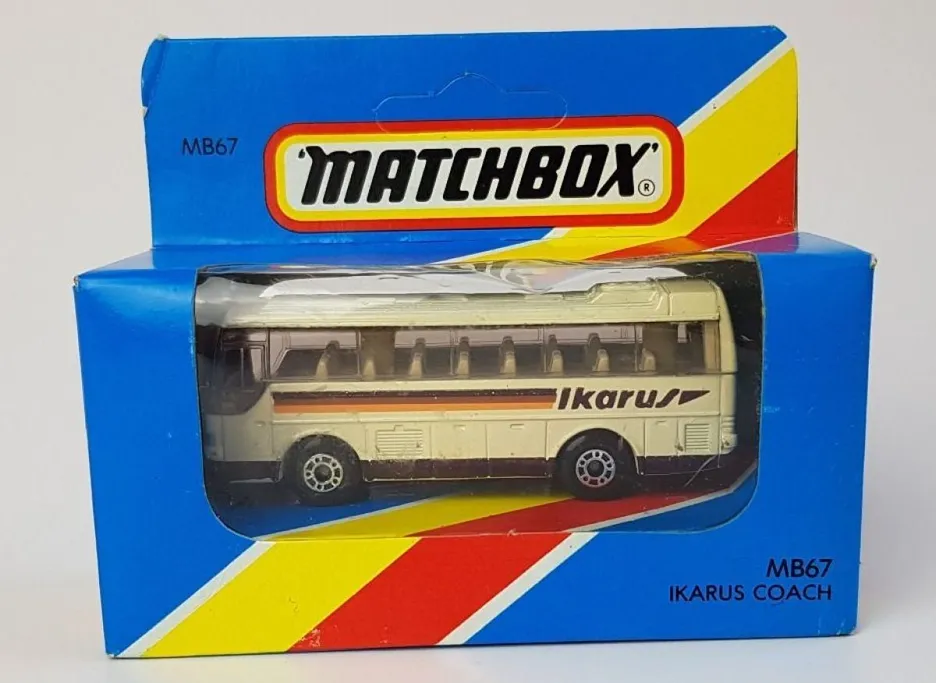 MB67
'MATCHBOX'®
Ikarus
MB67
IKARUS COACH